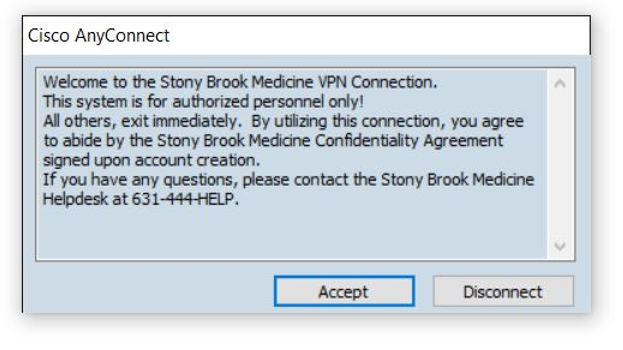 Cisco AnyConnect
Welcome to the Stony Brook Medicine VPN Connection.
This system is for authorized personnel only!
All others, exit immediately.  By utilizing this connection, you agree
to abide by the Stony Brook Medicine Confidentiality Agreement
signed upon account creation.
If you have any questions, please contact the Stony Brook Medicine
Helpdesk at 631-444-HELP.
Accept
Disconnect